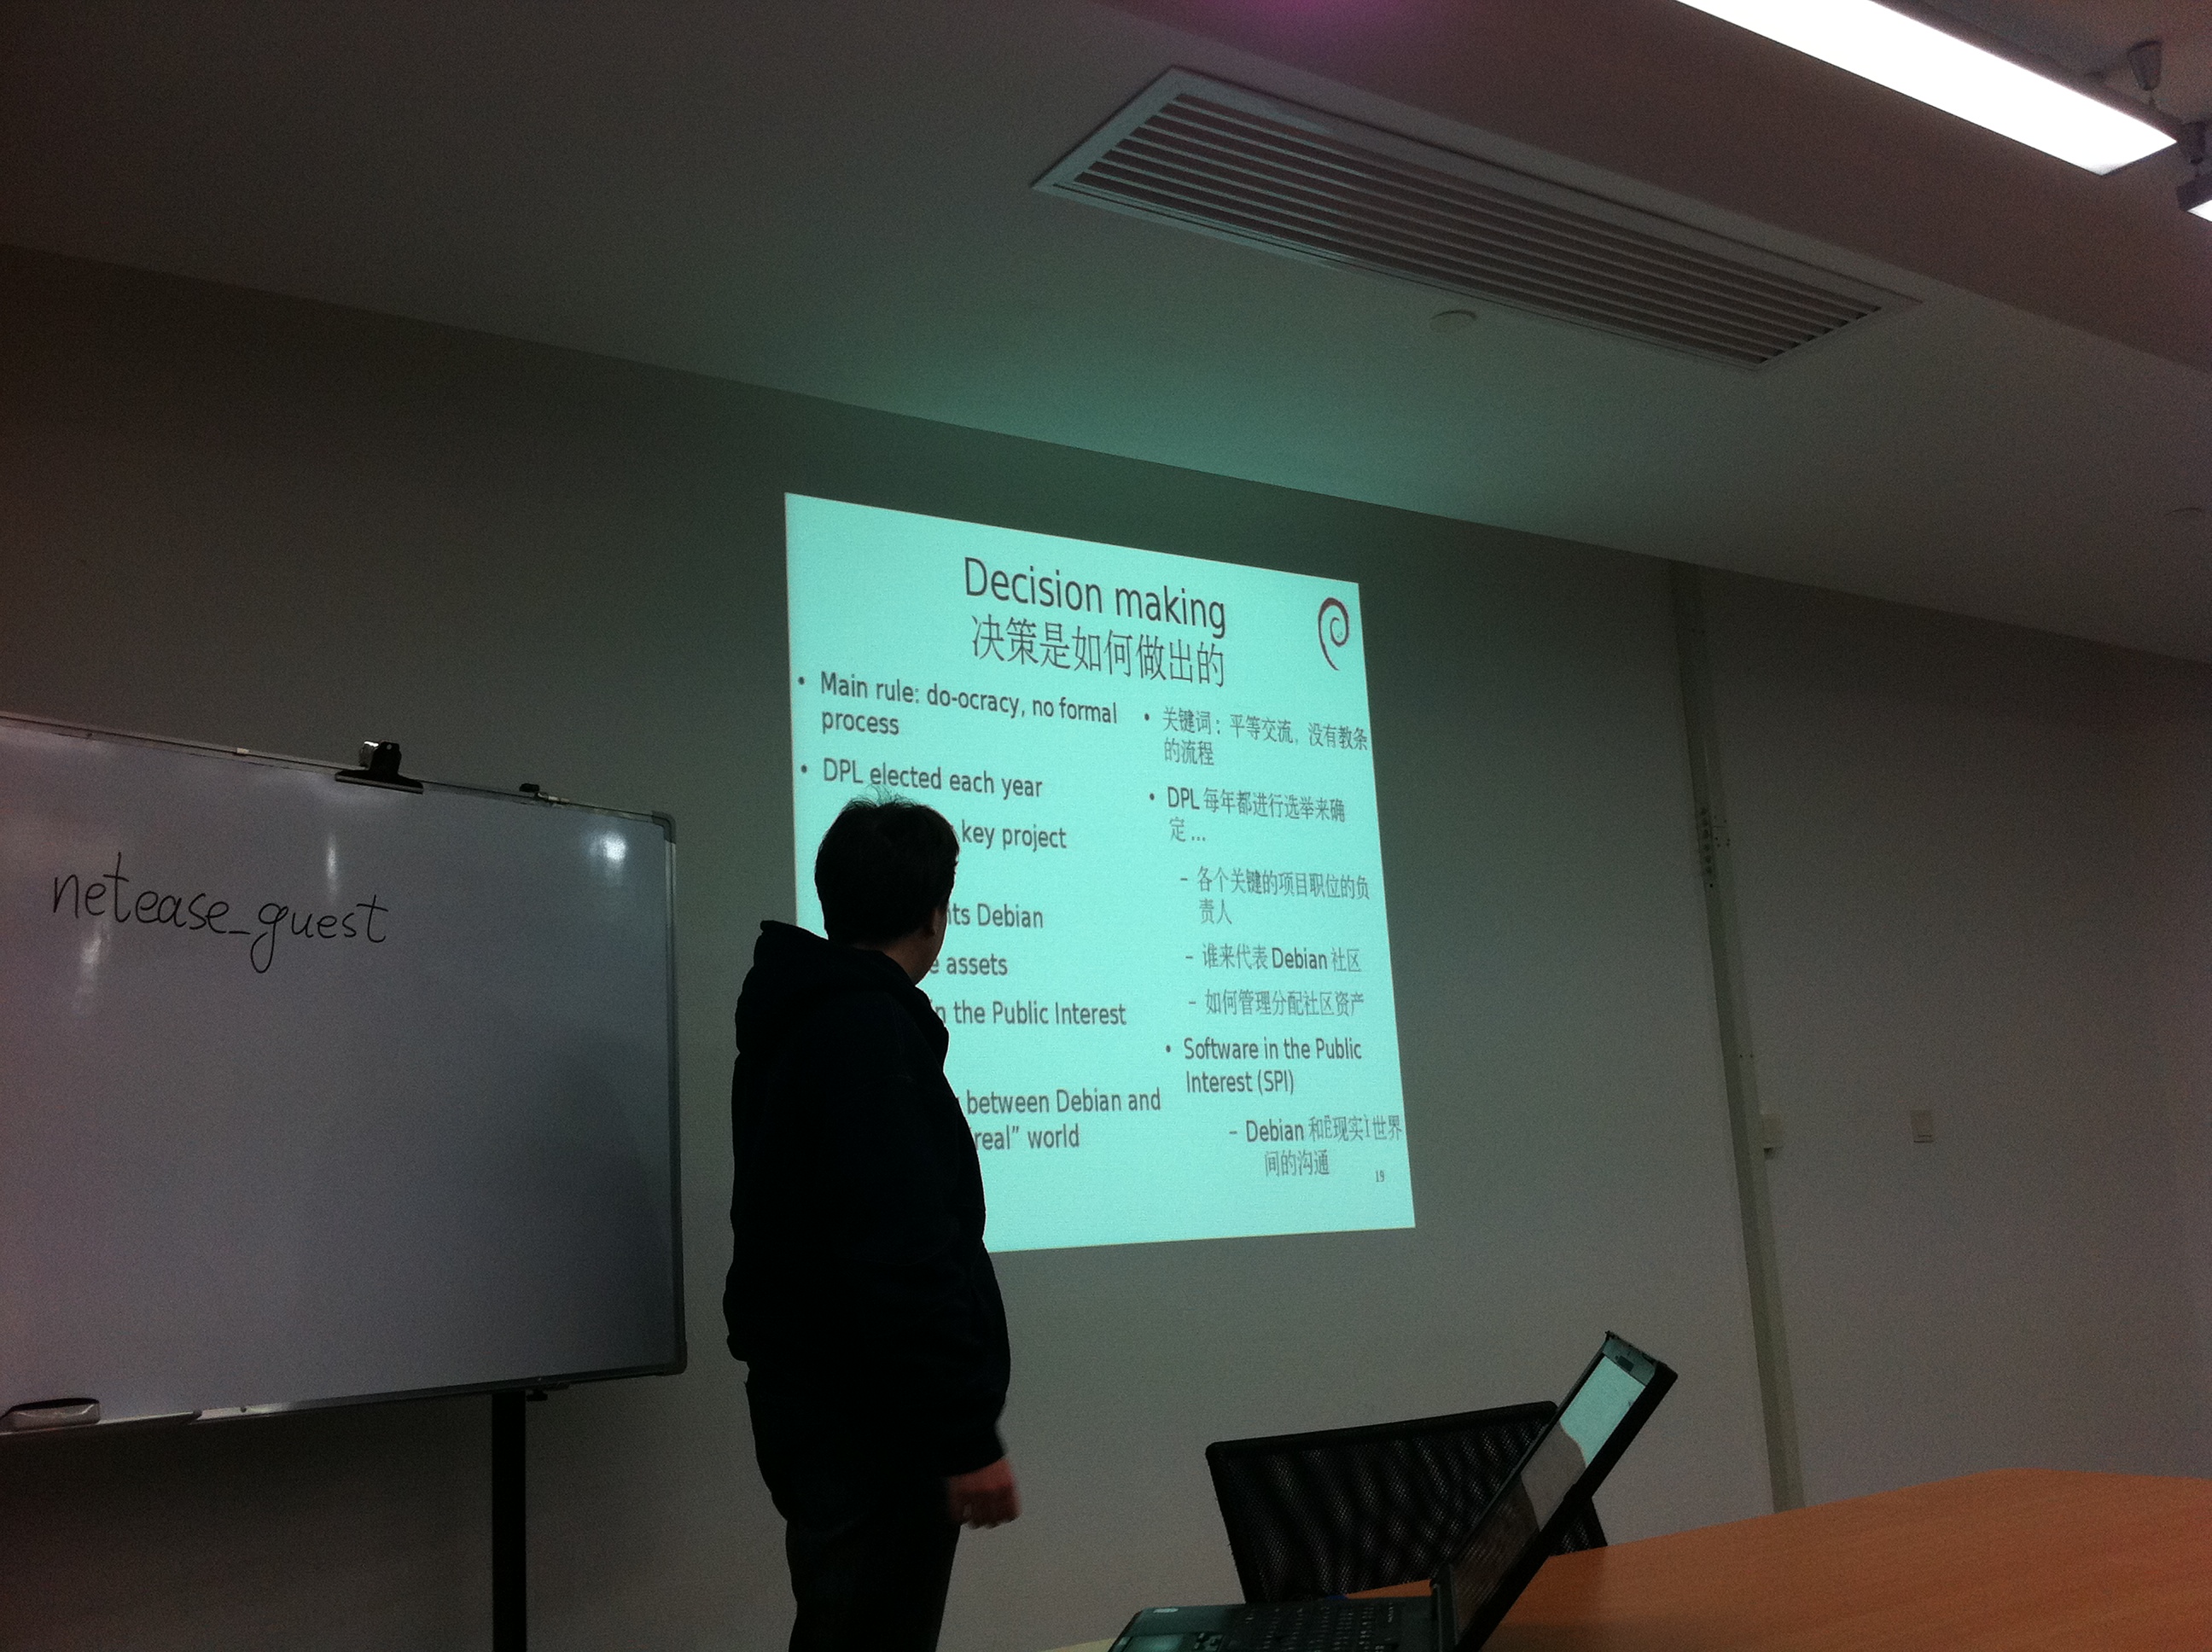 Decision making
决策是如何做出的
• Main rule: do-ocracy, no formal
process
• DPL elected each year
key project
Debian
assets
the Public Interest
between Debian and
real” world
• 关键词：平等交流，没有教条
的流程
• DPL 每年都进行选举来确
定 ...
– 各个关键的项目职位的负
责人
– 谁来代表 Debian 社区
– 如何管理分配社区资产
• Software in the Public
Interest (SPI)
– Debian 和 现实 世界
间的沟通
19
netease_guest